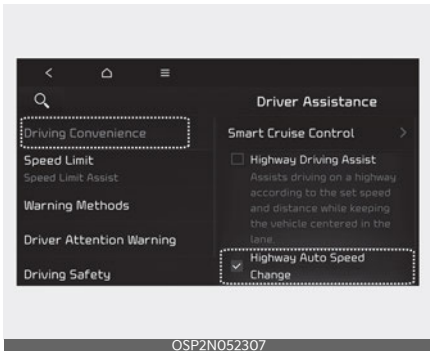 Driver Assistance
Driving Convenience
Speed Limit
Speed Limit Assist
Warning Methods
Driver Attention Warning
Driving Safety
Smart Cruise Control
Highway Driving Assist
Assists driving on a highway
according to the set speed
and distance while keeping
the vehicle centered in the
lane.
Highway Auto Speed
Change
OSP2N052307